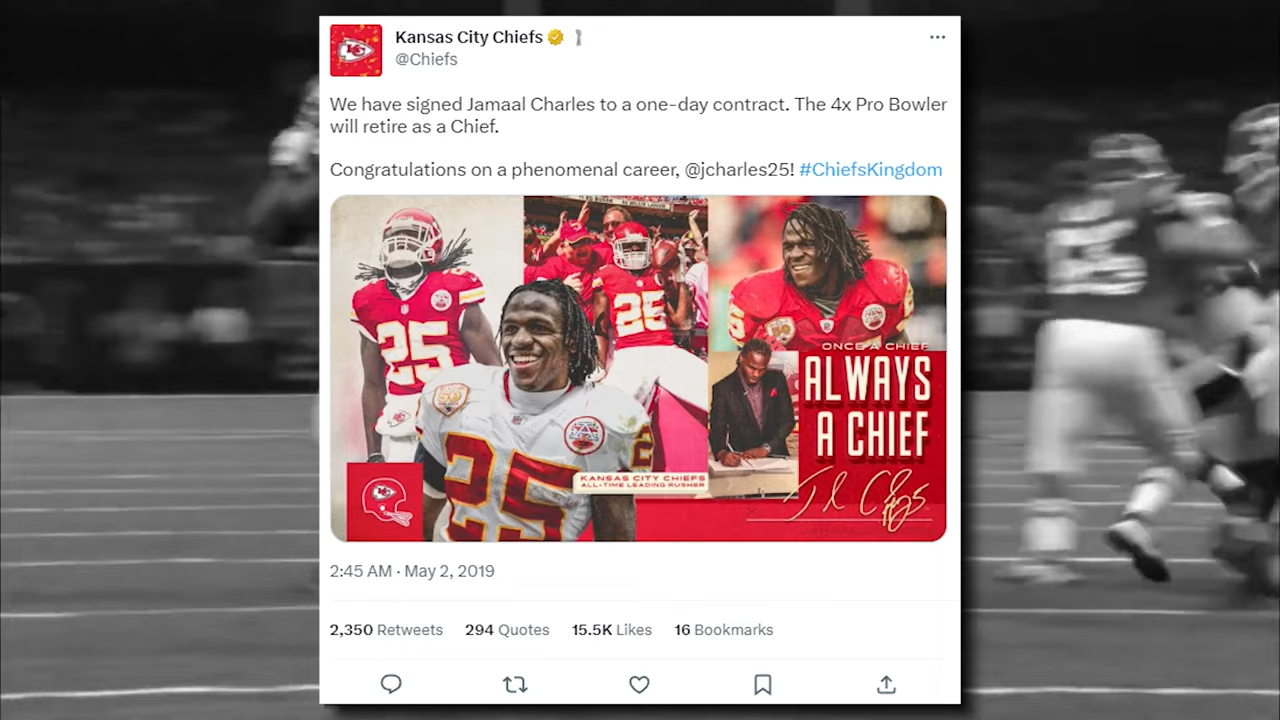 Kansas City Chiefs
@Chiefs
We have signed Jamaal Charles to a one-day contract. The 4x Pro Bowler
will retire as a Chief.
Congratulations on a phenomenal career, @jcharles25! #ChiefsKingdom
25
25
25
KC
KANSAS CITY CHIEFS
ALL-TIME LEADING RUSHER
ONCE A CHIEF
ALWAYS
A CHIEF
2:45 AM · May 2, 2019
2,350 Retweets 294 Quotes 15.5K Likes 16 Bookmarks